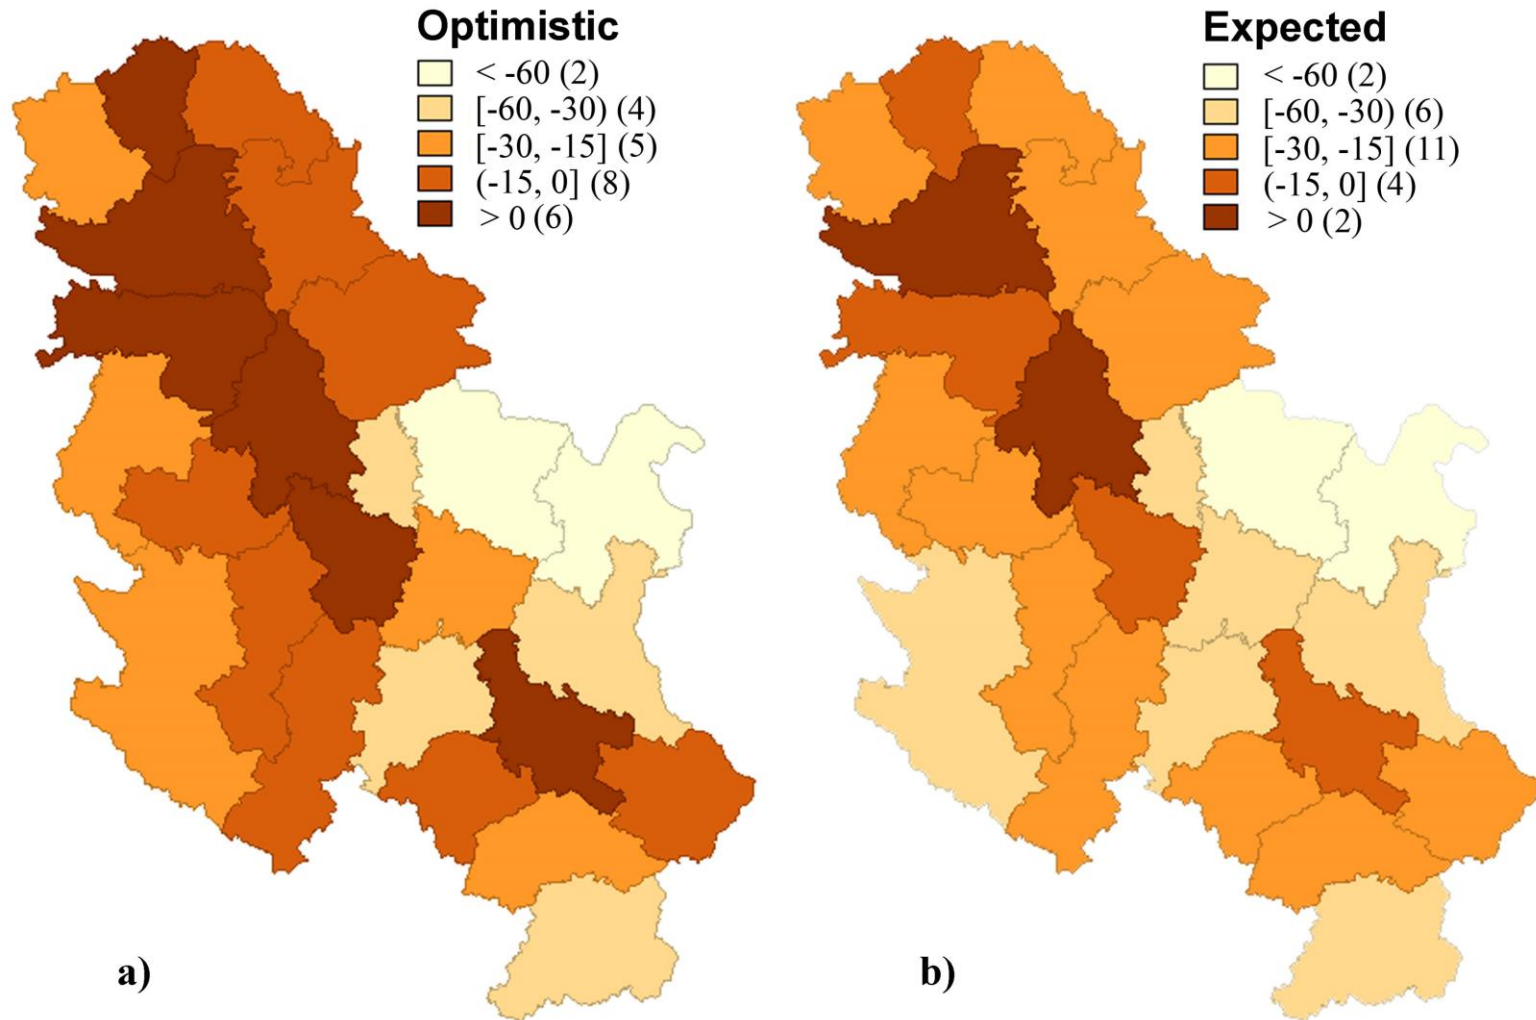 Optimistic
< -60 (2)
[-60, -30) (4)
[-30, -15] (5)
(-15, 0] (8)
> 0 (6)
a)
Expected
< -60 (2)
[-60, -30) (6)
[-30, -15] (11)
(-15, 0] (4)
> 0 (2)
b)